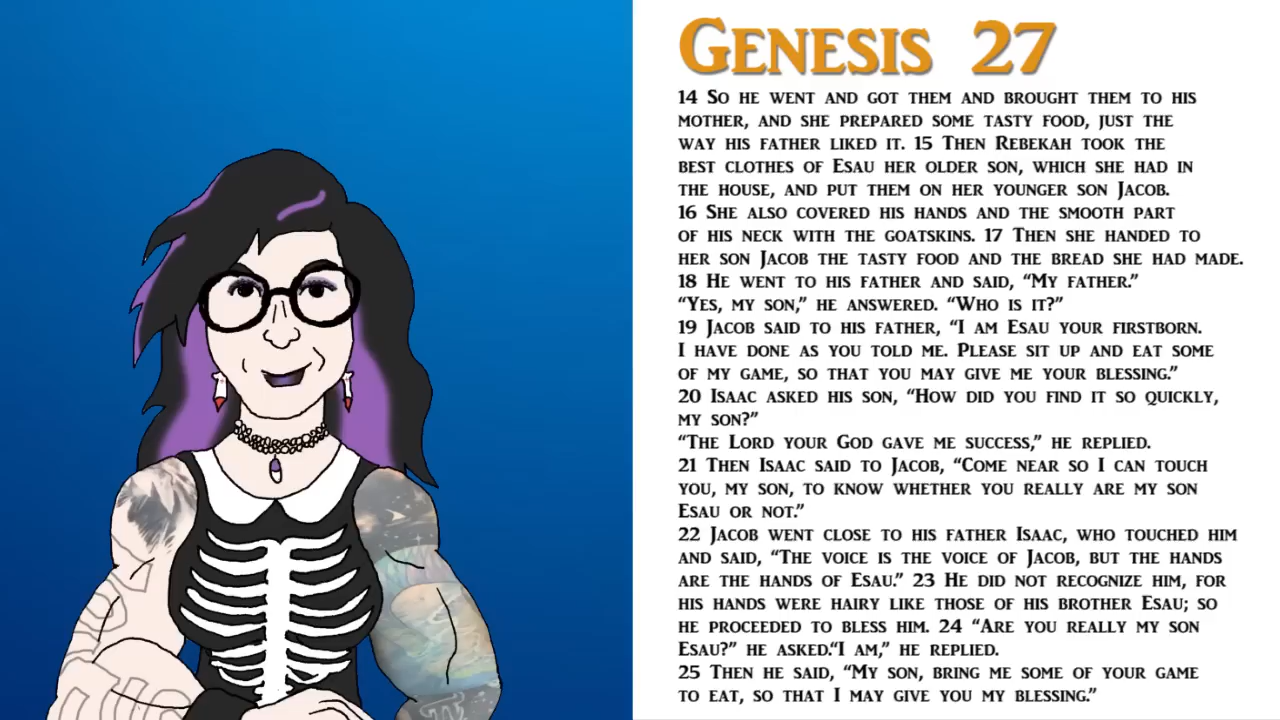 Genesis 27
14 So he went and got them and brought them to his
mother, and she prepared some tasty food, just the
way his father liked it. 15 Then Rebekah took the
best clothes of Esau her older son, which she had in
the house, and put them on her younger son Jacob.
16 She also covered his hands and the smooth part
of his neck with the goatskins. 17 Then she handed to
her son Jacob the tasty food and the bread she had made.
18 He went to his father and said, “My father.”
“Yes, my son,” he answered. “Who is it?”
19 Jacob said to his father, “I am Esau your firstborn.
I have done as you told me. Please sit up and eat some
of my game, so that you may give me your blessing.”
20 Isaac asked his son, “How did you find it so quickly,
my son?”
“The Lord your God gave me success,” he replied.
21 Then Isaac said to Jacob, “Come near so I can touch
you, my son, to know whether you really are my son
Esau or not.”
22 Jacob went close to his father Isaac, who touched him
and said, “The voice is the voice of Jacob, but the hands
are the hands of Esau.” 23 He did not recognize him, for
his hands were hairy like those of his brother Esau; so
he proceeded to bless him. 24 “Are you really my son
Esau?” he asked.“I am,” he replied.
25 Then he said, “My son, bring me some of your game
to eat, so that I may give you my blessing.”